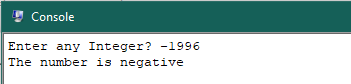 Console
Enter any Integer? -1996
The number is negative